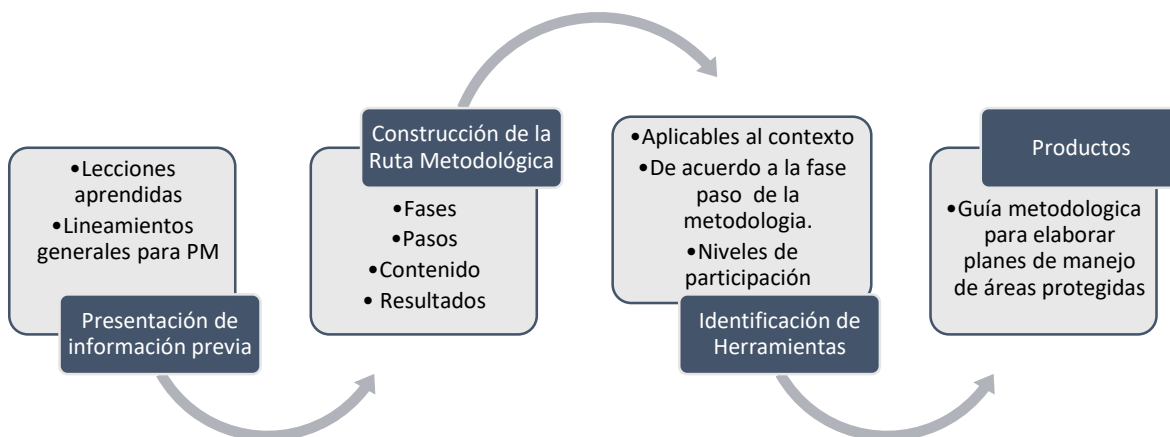 •Lecciones
aprendidas
•Lineamientos
generales para PM
Presentación de
información previa
Construcción de la
Ruta Metodológica
•Fases
•Pasos
•Contenido
• Resultados
•Aplicables al contexto
•De acuerdo a la fase
paso de la
metodologia.
•Niveles de
participación
Identificación de
Herramientas
Productos
•Guía metodologica
para elaborar
planes de manejo
de áreas protegidas